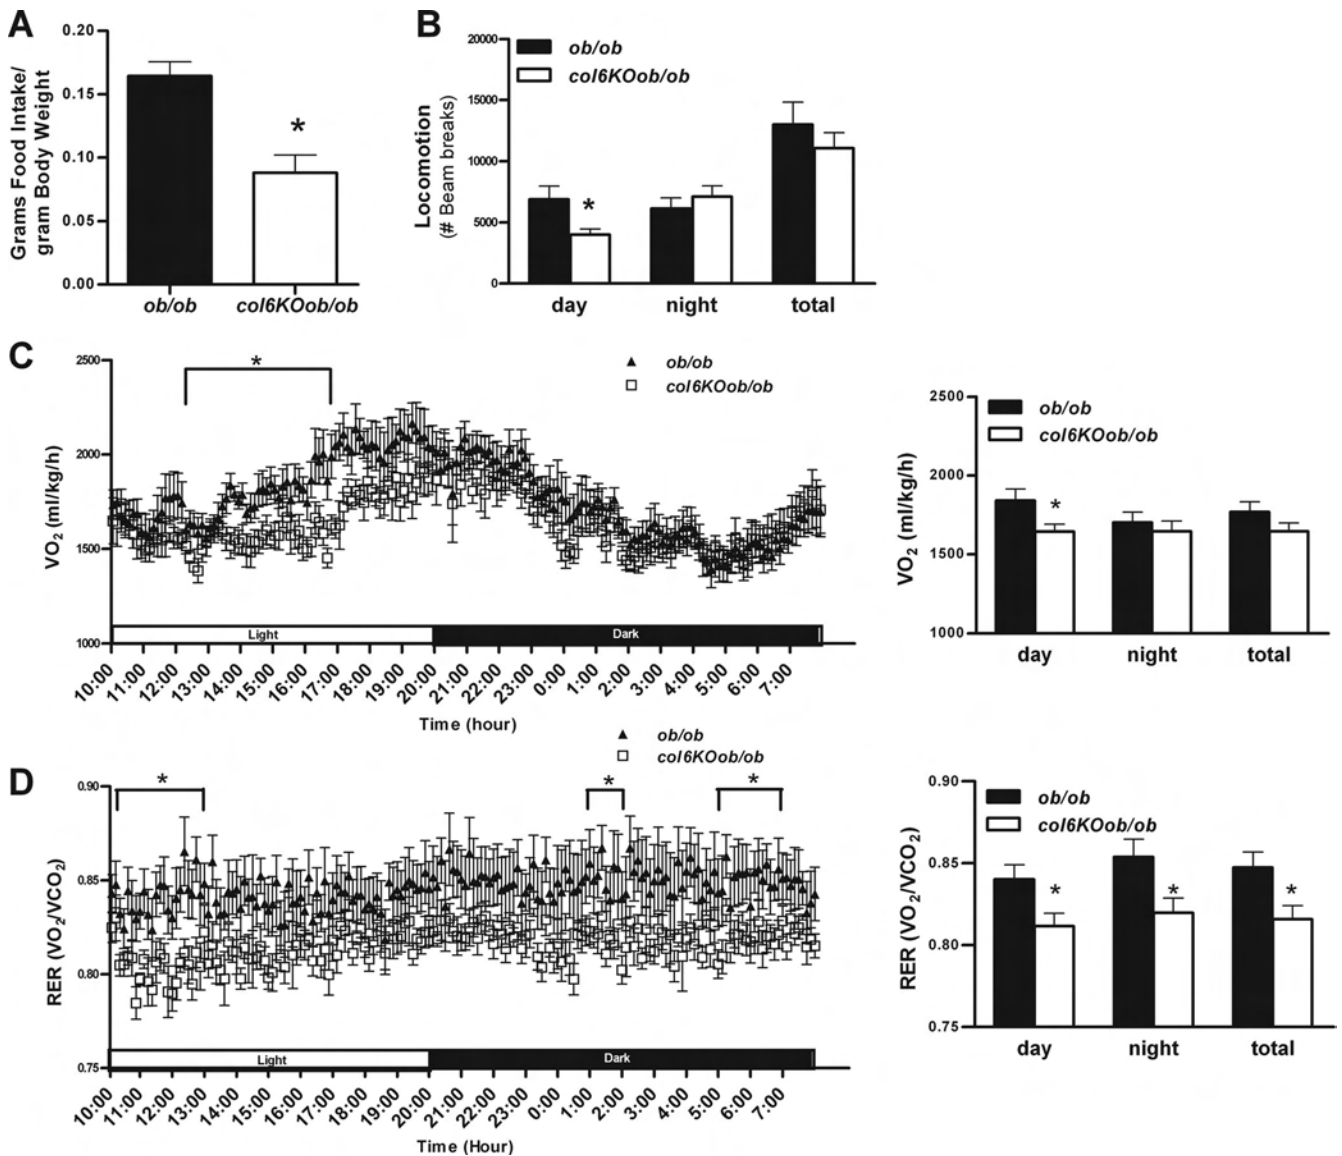 A
Grams Food Intake/
gram Body Weight
0.20
0.15
0.10
0.05
0.00
*
ob/ob
col6KOob/ob
B
Locomotion
(# Beam breaks)
20000
15000
10000
5000
0
ob/ob
col6KOob/ob
*
day
night
total
C
VO2 (ml/kg/h)
2500
2000
1500
1000
*
ob/ob
col6KOob/ob
Light
Dark
10:00
11:00
12:00
13:00
14:00
15:00
16:00
17:00
18:00
19:00
20:00
21:00
22:00
23:00
0:00
1:00
2:00
3:00
4:00
5:00
6:00
7:00
Time (hour)
VO2 (ml/kg/h)
2500
2000
1500
1000
ob/ob
col6KOob/ob
*
day
night
total
D
RER (VO2/VCO2)
0.90
0.85
0.80
0.75
ob/ob
col6KOob/ob
*
*
*
Light
Dark
10:00
11:00
12:00
13:00
14:00
15:00
16:00
17:00
18:00
19:00
20:00
21:00
22:00
23:00
0:00
1:00
2:00
3:00
4:00
5:00
6:00
7:00
Time (Hour)
RER (VO2/VCO2)
0.90
0.85
0.80
0.75
ob/ob
col6KOob/ob
*
*
*
day
night
total